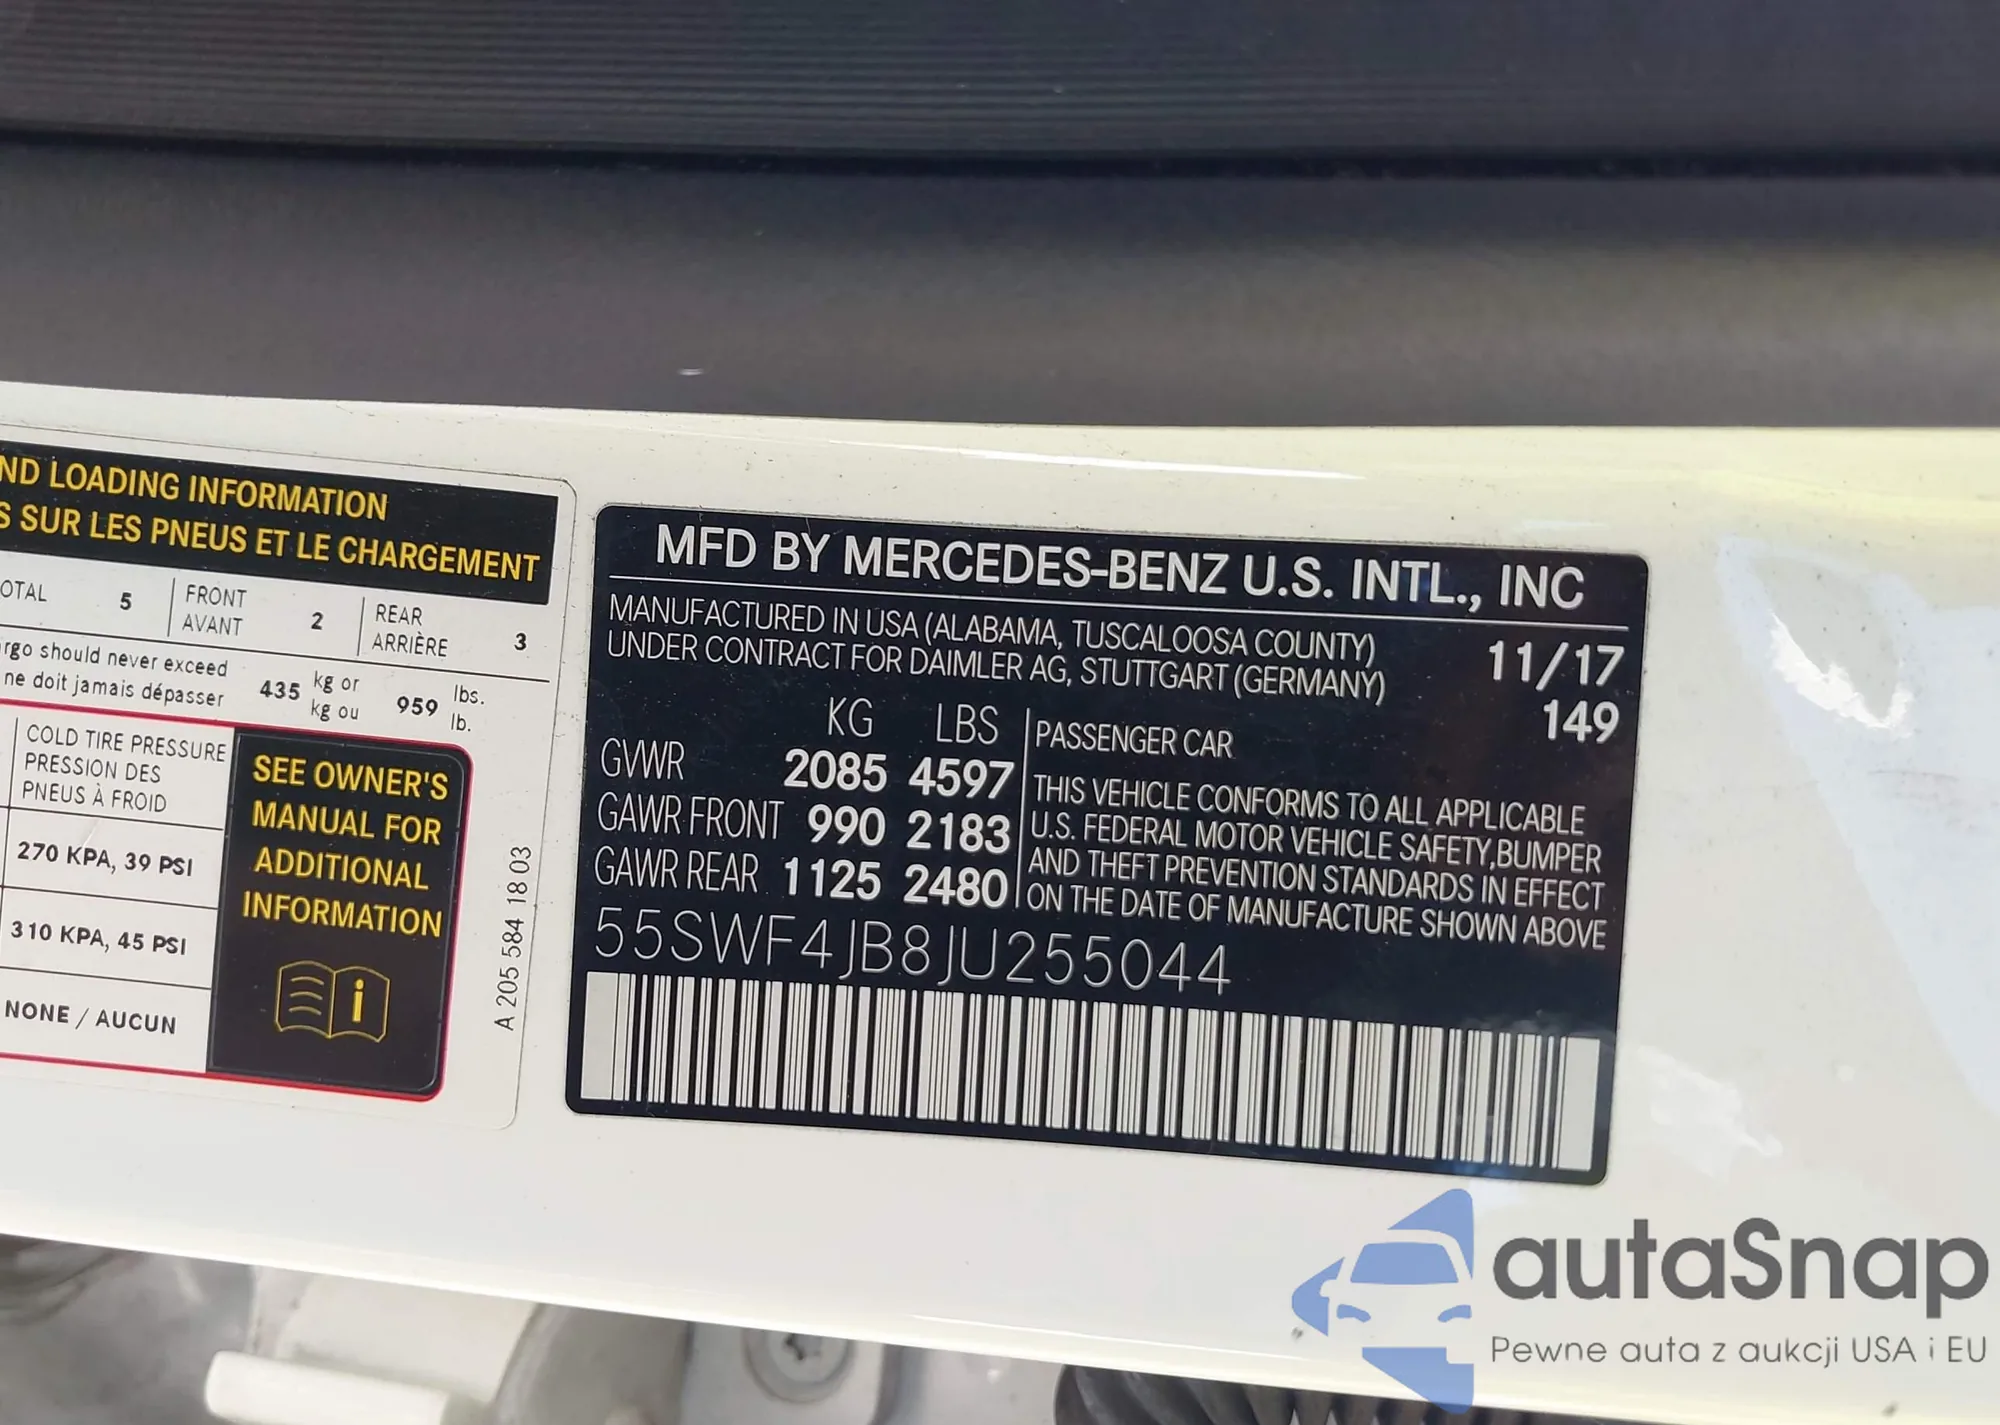 ND LOADING INFORMATION
S SUR LES PNEUS ET LE CHARGEMENT
OTAL 5 FRONT AVANT 2 REAR ARRIÈRE 3
rgo should never exceed
ne doit jamais dépasser
435 kg or kg ou 959 lbs. lb.
COLD TIRE PRESSURE
PRESSION DES
PNEUS À FROID
270 KPA, 39 PSI
310 KPA, 45 PSI
NONE / AUCUN
SEE OWNER'S
MANUAL FOR
ADDITIONAL
INFORMATION
A 205 584 18 03
MFD BY MERCEDES-BENZ U.S. INTL., INC
MANUFACTURED IN USA (ALABAMA, TUSCALOOSA COUNTY)
UNDER CONTRACT FOR DAIMLER AG, STUTTGART (GERMANY)
11/17
149
KG LBS
GVWR 2085 4597
GAWR FRONT 990 2183
GAWR REAR 1125 2480
PASSENGER CAR
THIS VEHICLE CONFORMS TO ALL APPLICABLE
U.S. FEDERAL MOTOR VEHICLE SAFETY,BUMPER
AND THEFT PREVENTION STANDARDS IN EFFECT
ON THE DATE OF MANUFACTURE SHOWN ABOVE
55SWF4JB8JU255044
autaSnap
Pewne auta z aukcji USA i EU